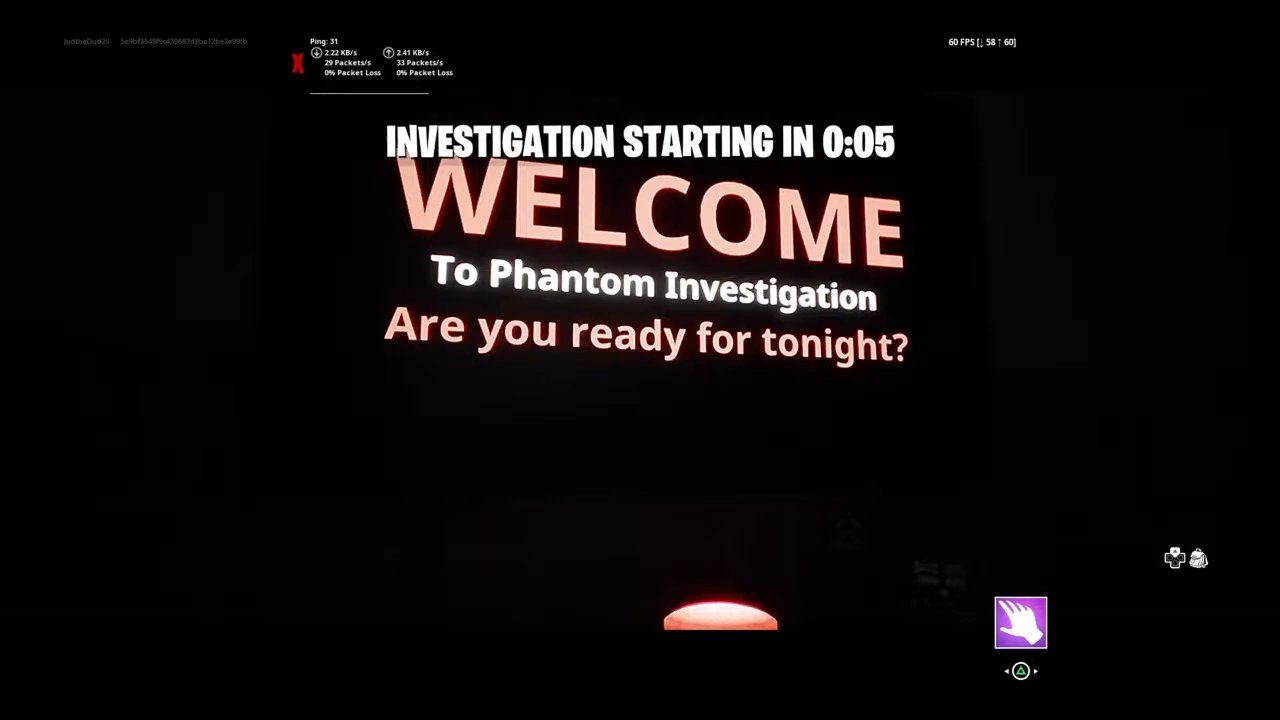 JudtheDud25
Ping: 31
2.22 KB/s 2.41 KB/s
29 Packets/s 33 Packets/s
0% Packet Loss 0% Packet Loss
60 FPS [↓ 58 ↑ 60]
X
INVESTIGATION STARTING IN 0:05
WELCOME
To Phantom Investigation
Are you ready for tonight?